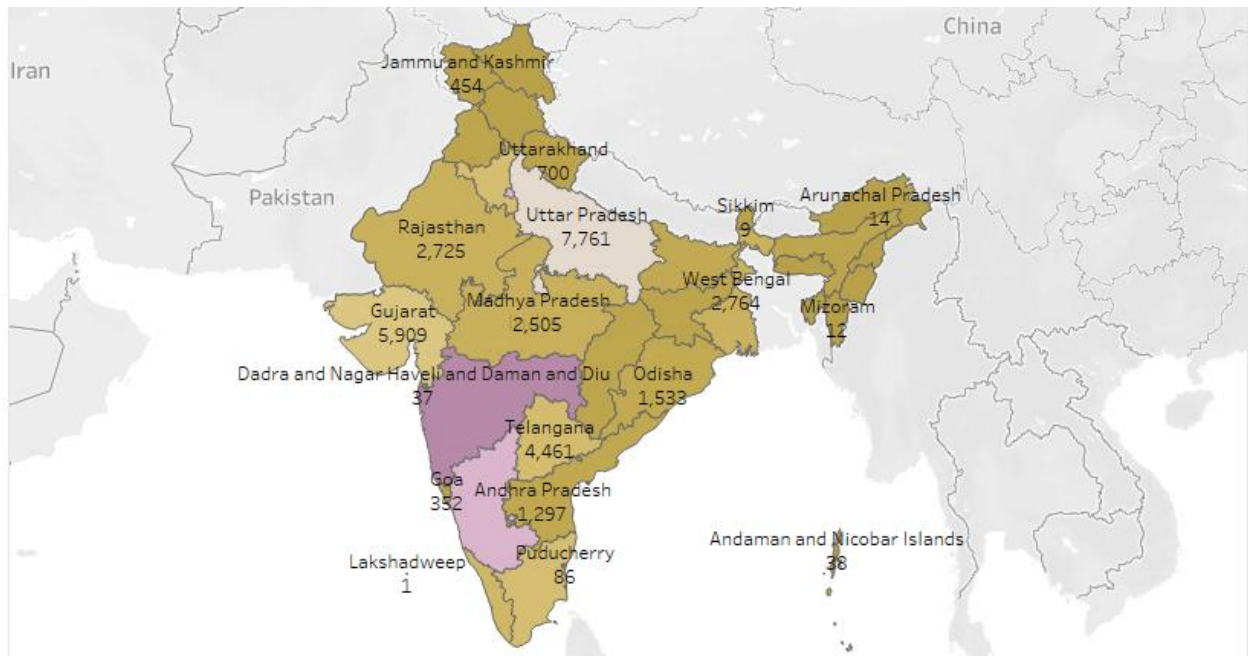 China
Iran
Jammu and Kashmir
454
Uttarakhand
700
Pakistan
Arunachal Pradesh
14
Sikkim
9
Uttar Pradesh
7,761
Rajasthan
2,725
West Bengal
2,764
Madhya Pradesh
2,505
Mizoram
12
Gujarat
5,909
Dadra and Nagar Haveli and Daman and Diu
37
Odisha
1,533
Telangana
4,461
Goa
352
Andhra Pradesh
1,297
Andaman and Nicobar Islands
38
Puducherry
86
Lakshadweep
1